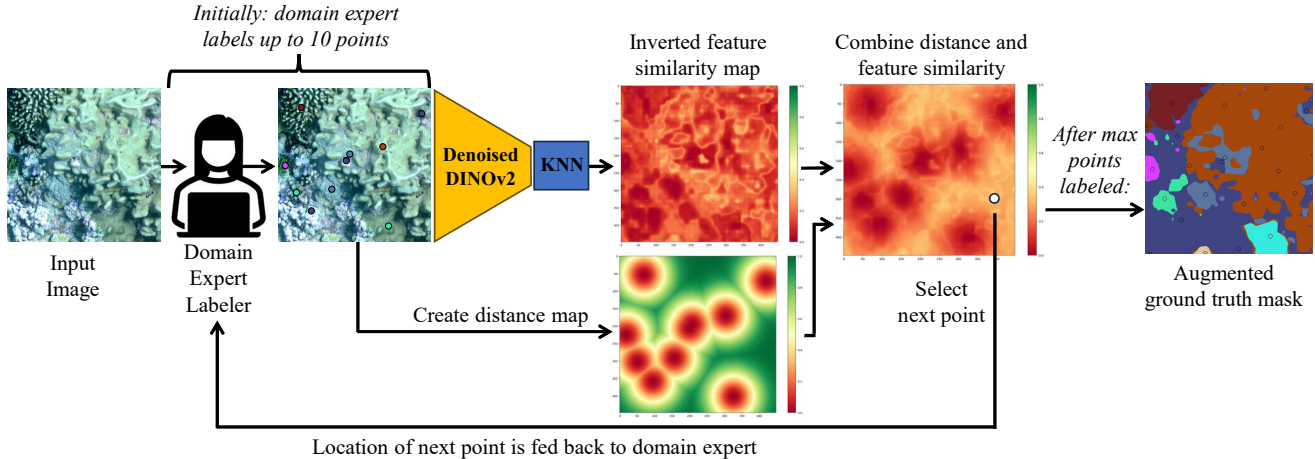 Initially: domain expert
labels up to 10 points
Input
Image
Domain
Expert
Labeler
Denoised
DINOv2
KNN
Inverted feature
similarity map
Create distance map
Combine distance and
feature similarity
Select
next point
After max
points
labeled:
Augmented
ground truth mask
Location of next point is fed back to domain expert